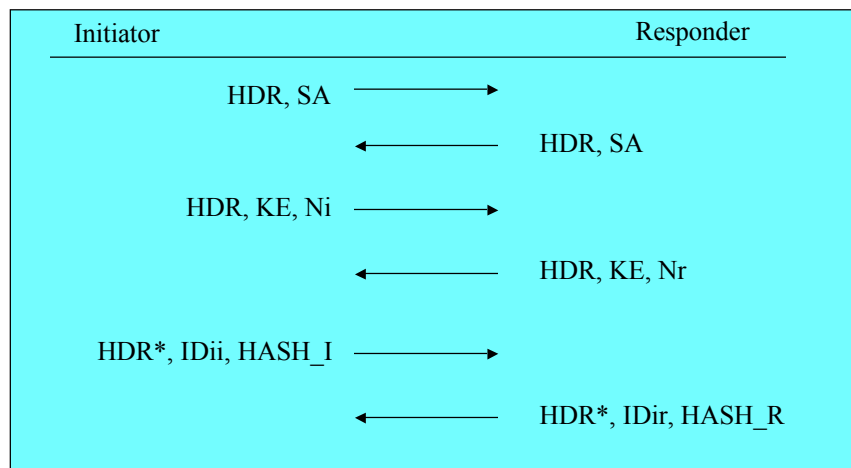 Initiator Responder
HDR, SA
HDR, SA
HDR, KE, Ni
HDR, KE, Nr
HDR*, IDii, HASH_I
HDR*, IDir, HASH_R